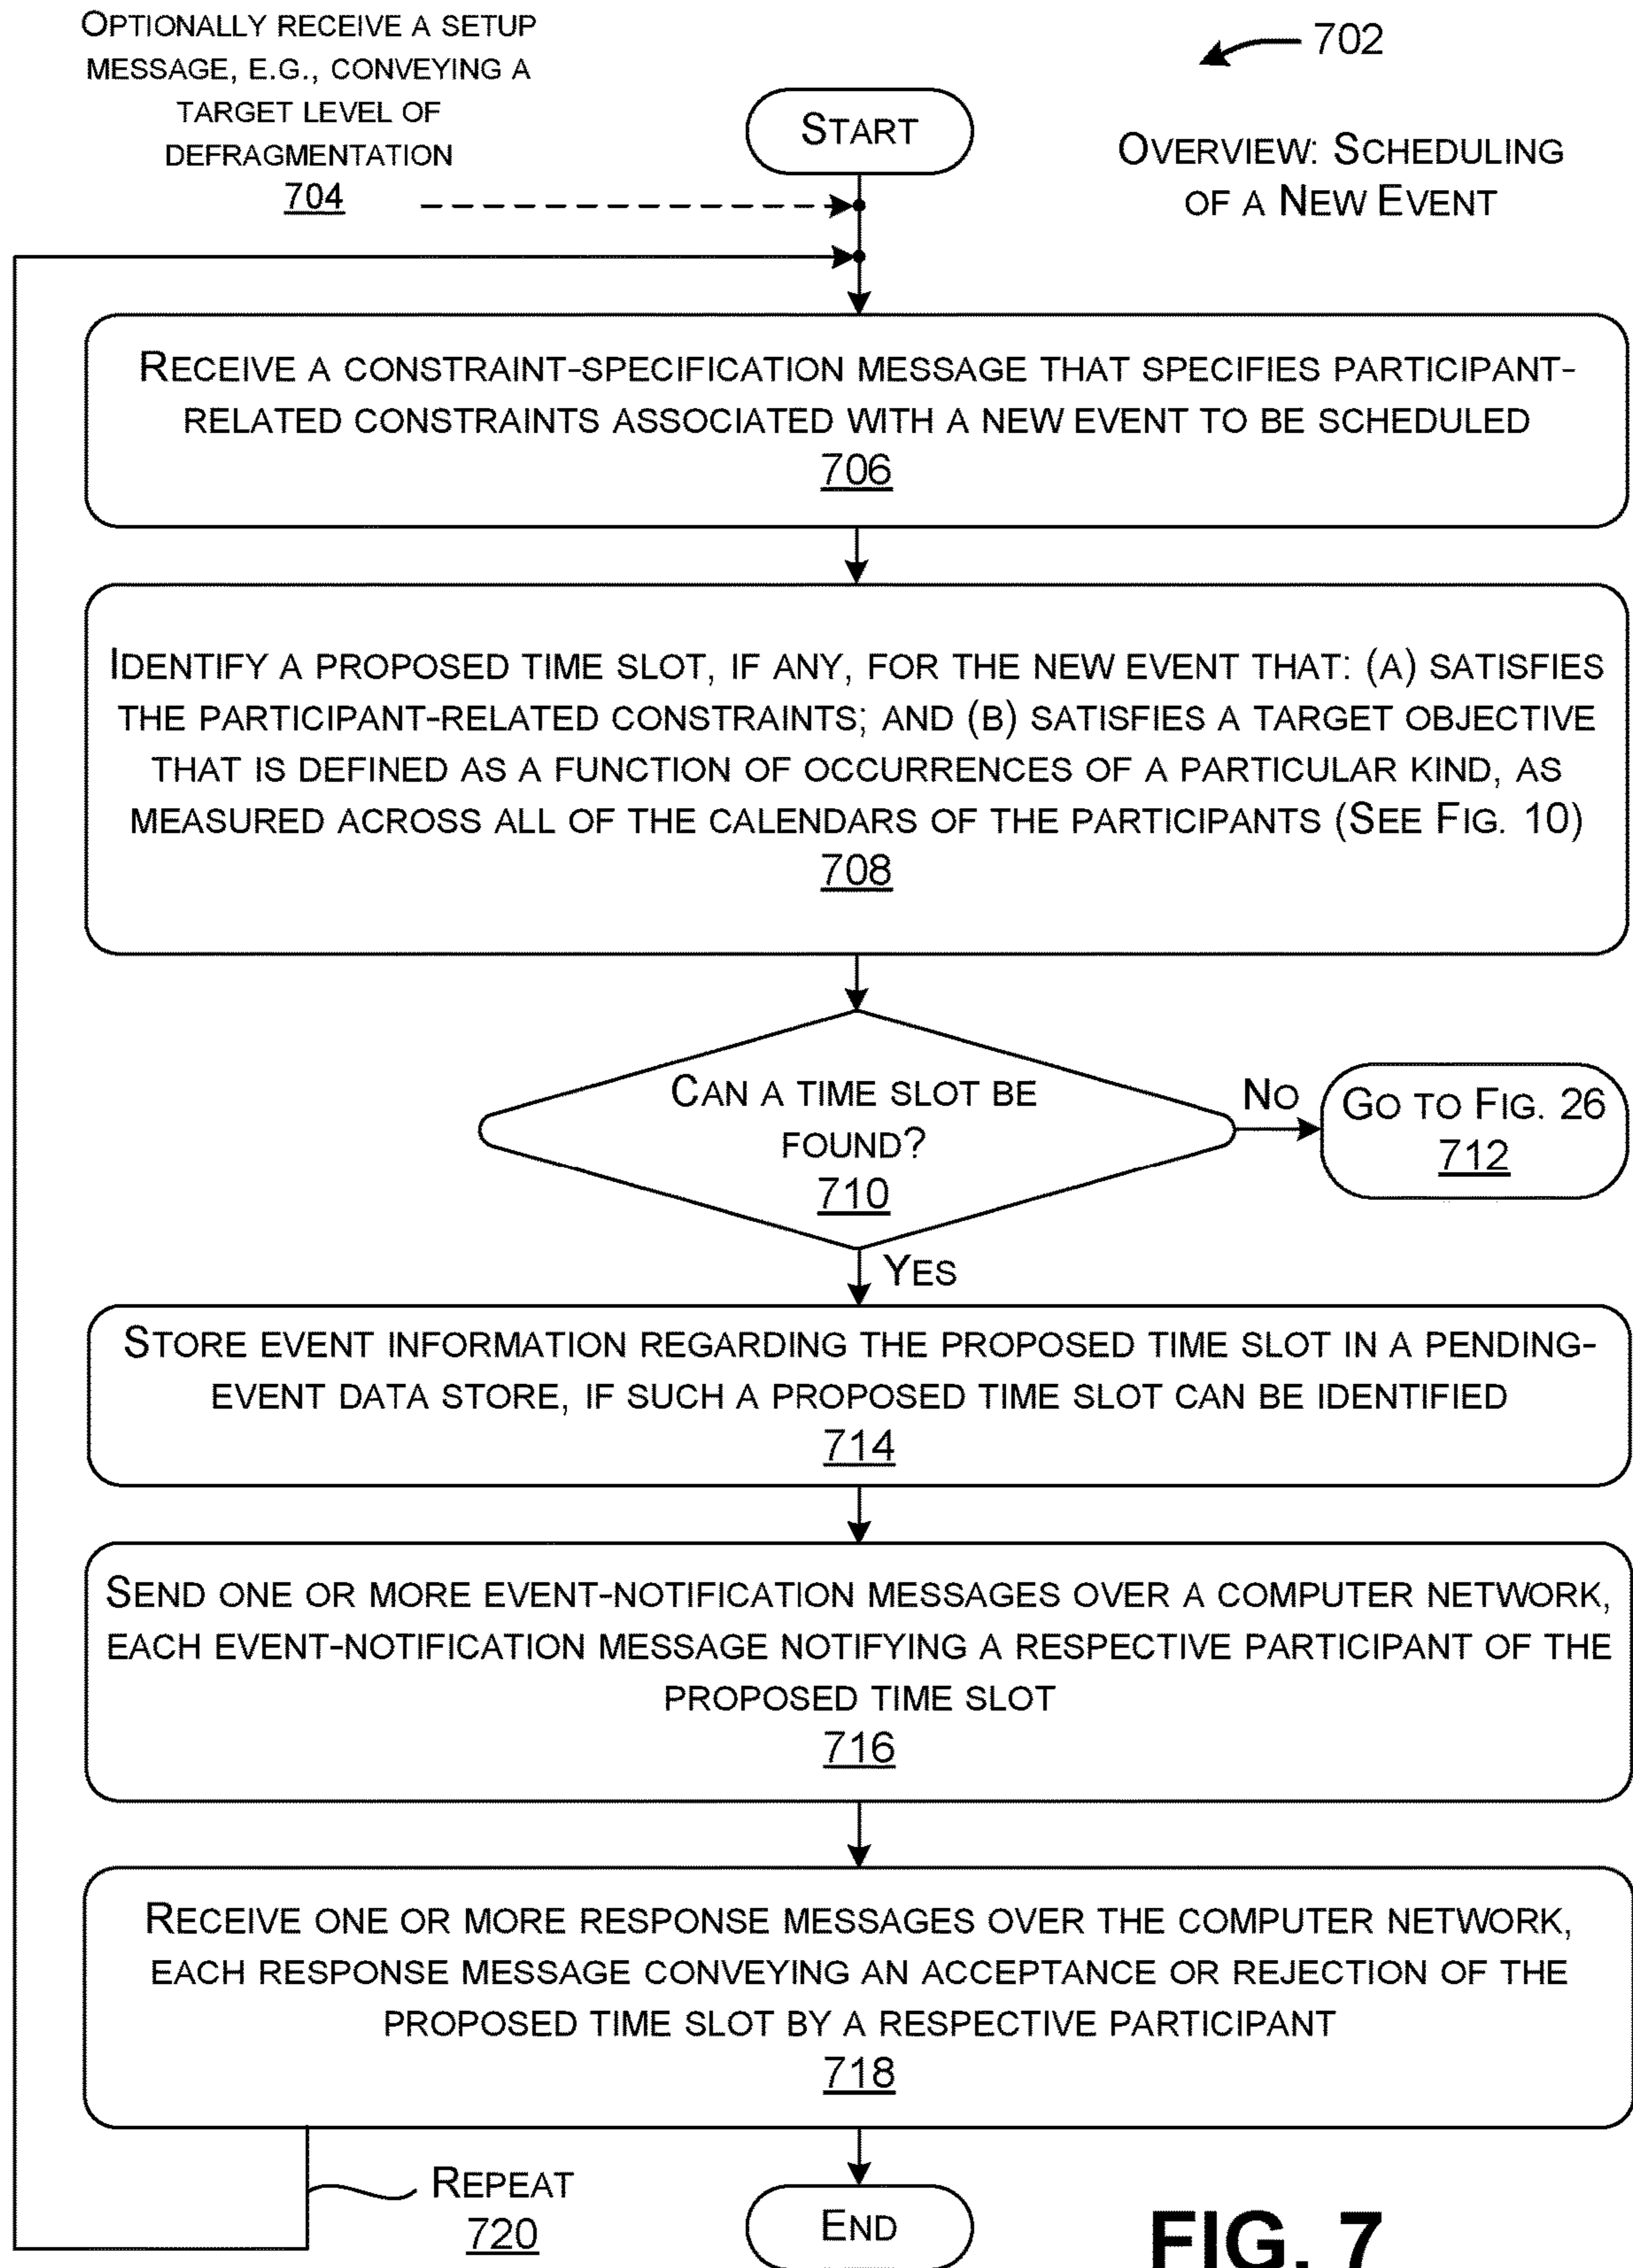 OPTIONALLY RECEIVE A SETUP
MESSAGE, E.G., CONVEYING A
TARGET LEVEL OF
DEFRAGMENTATION
704
702
START
OVERVIEW: SCHEDULING
OF A NEW EVENT
RECEIVE A CONSTRAINT-SPECIFICATION MESSAGE THAT SPECIFIES PARTICIPANT-
RELATED CONSTRAINTS ASSOCIATED WITH A NEW EVENT TO BE SCHEDULED
706
IDENTIFY A PROPOSED TIME SLOT, IF ANY, FOR THE NEW EVENT THAT: (A) SATISFIES
THE PARTICIPANT-RELATED CONSTRAINTS; AND (B) SATISFIES A TARGET OBJECTIVE
THAT IS DEFINED AS A FUNCTION OF OCCURRENCES OF A PARTICULAR KIND, AS
MEASURED ACROSS ALL OF THE CALENDARS OF THE PARTICIPANTS (SEE FIG. 10)
708
CAN A TIME SLOT BE
FOUND?
710
NO
GO TO FIG. 26
712
YES
STORE EVENT INFORMATION REGARDING THE PROPOSED TIME SLOT IN A PENDING-
EVENT DATA STORE, IF SUCH A PROPOSED TIME SLOT CAN BE IDENTIFIED
714
SEND ONE OR MORE EVENT-NOTIFICATION MESSAGES OVER A COMPUTER NETWORK,
EACH EVENT-NOTIFICATION MESSAGE NOTIFYING A RESPECTIVE PARTICIPANT OF THE
PROPOSED TIME SLOT
716
RECEIVE ONE OR MORE RESPONSE MESSAGES OVER THE COMPUTER NETWORK,
EACH RESPONSE MESSAGE CONVEYING AN ACCEPTANCE OR REJECTION OF THE
PROPOSED TIME SLOT BY A RESPECTIVE PARTICIPANT
718
REPEAT
720
END
FIG. 7